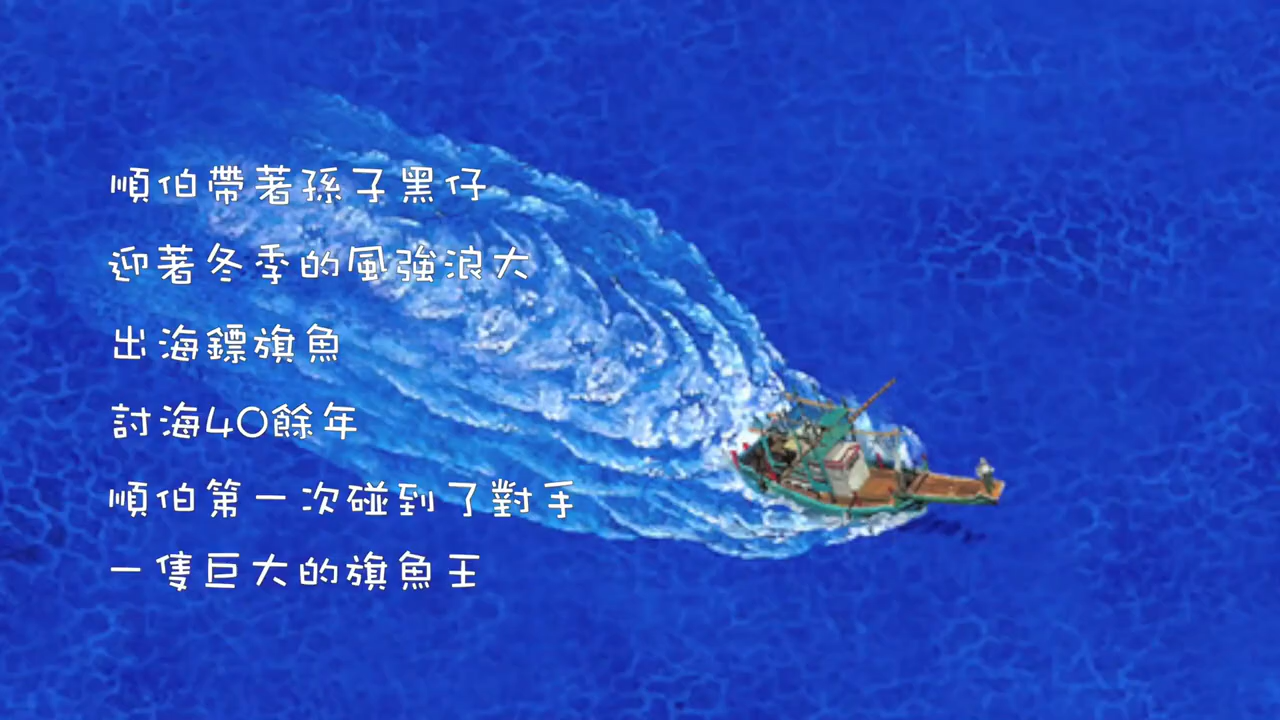 順伯帶著孫子黑仔
迎著冬季的風強浪大
出海鏢旗魚
討海40餘年
順伯第一次碰到了對手
一隻巨大的旗魚王